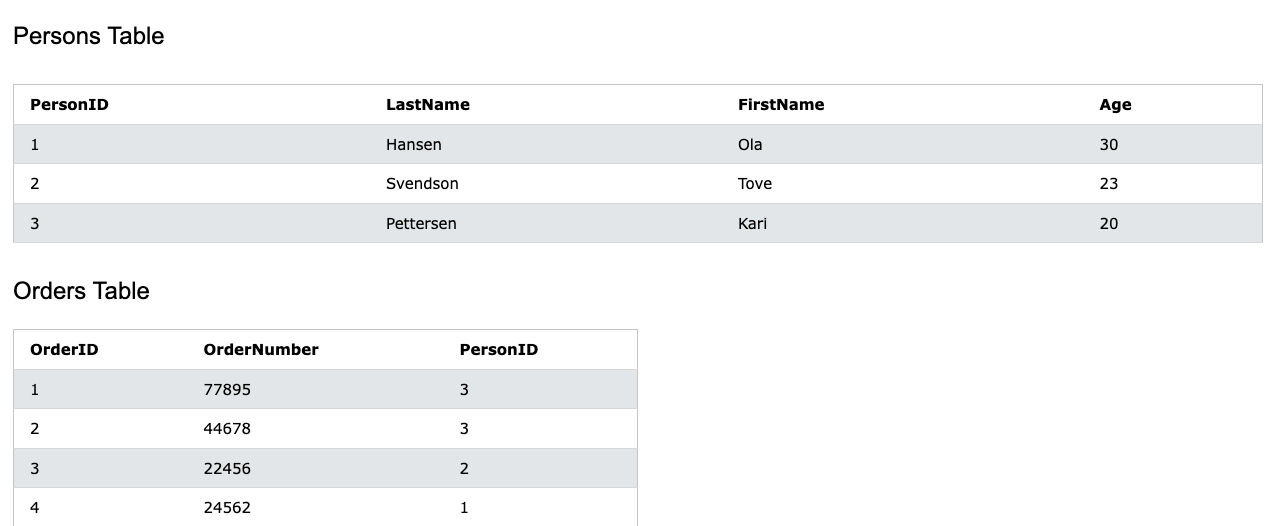 Persons Table
PersonID LastName FirstName Age
1 Hansen Ola 30
2 Svendson Tove 23
3 Pettersen Kari 20
Orders Table
OrderID OrderNumber PersonID
1 77895 3
2 44678 3
3 22456 2
4 24562 1